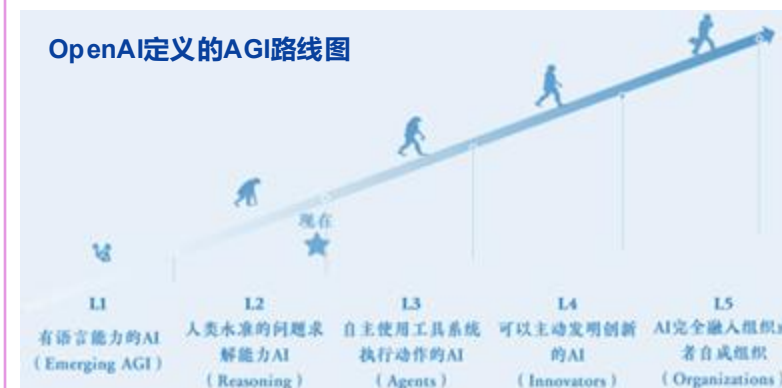 OpenAI定义的AGI路线图
现在
L1
有语言能力的AI
(Emerging AGI)
L2
人类水准的问题求
解能力AI
(Reasoning)
L3
自主使用工具系统
执行动作的AI
(Agents)
L4
可以主动发明创新
的AI
(Innovators)
L5
AI完全融入组织
者自成组织
(Organizations)